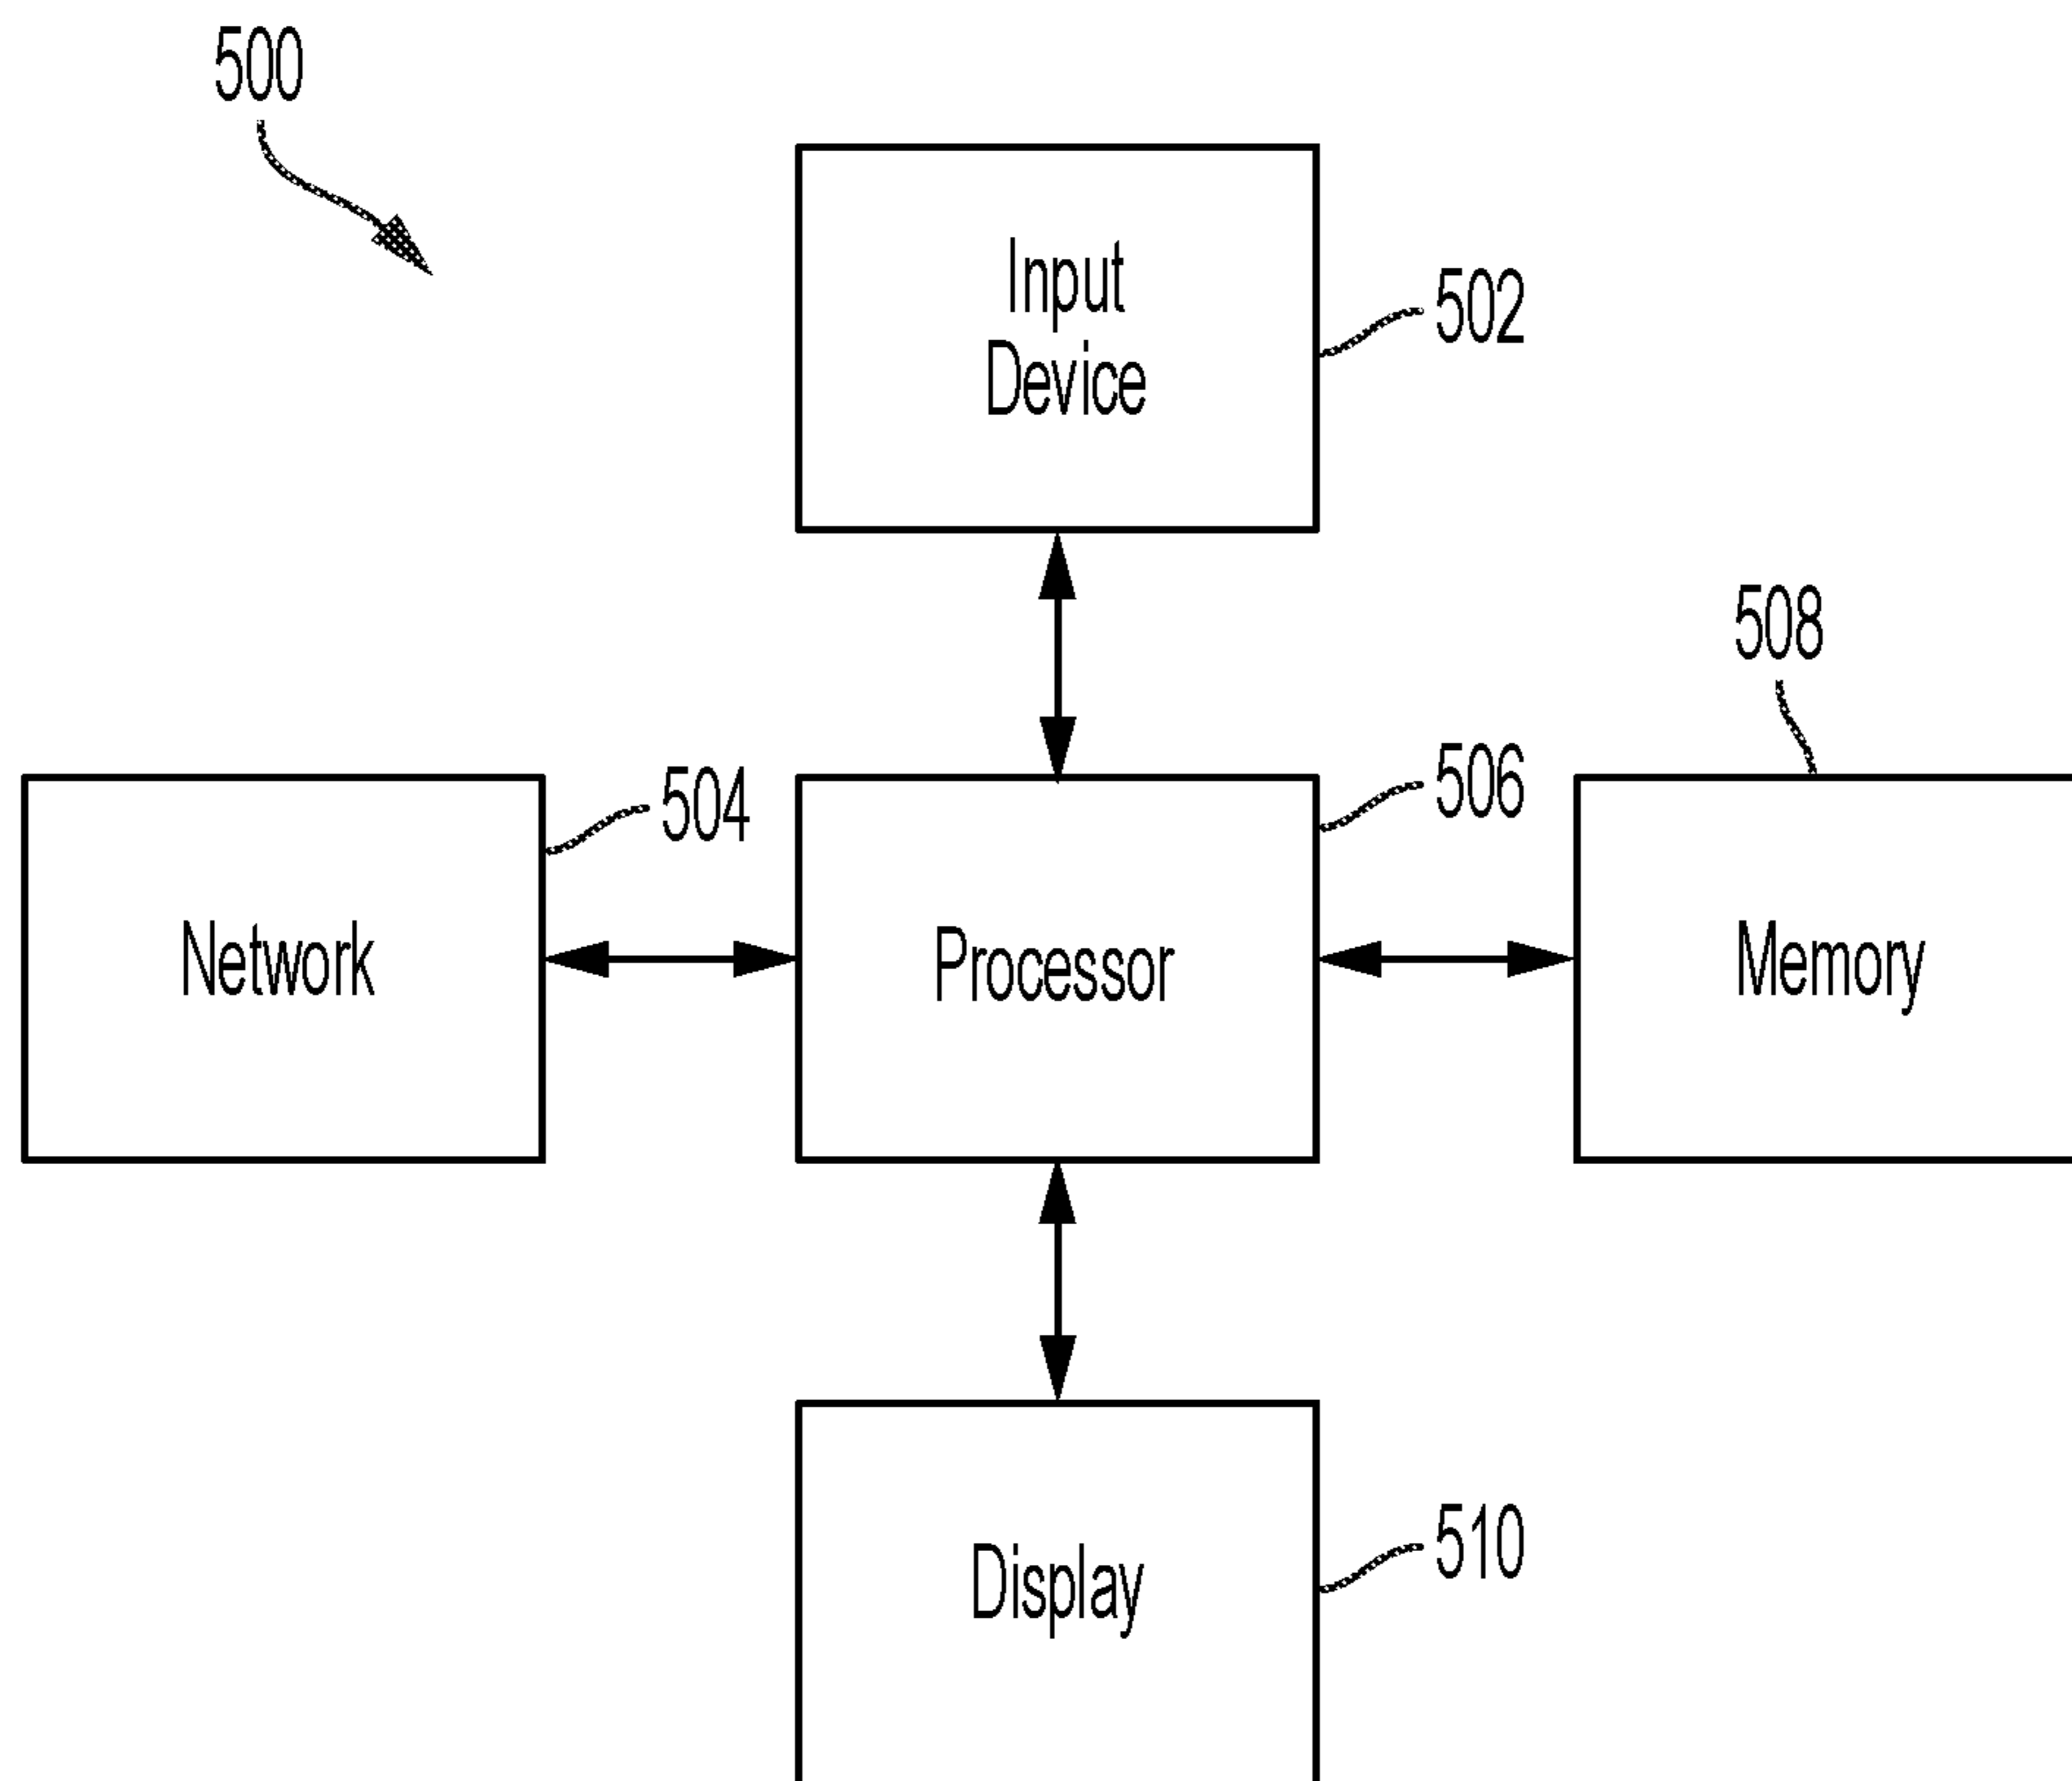 500
Input
Device
502
508
504
506
Network
Processor
Memory
Display
510